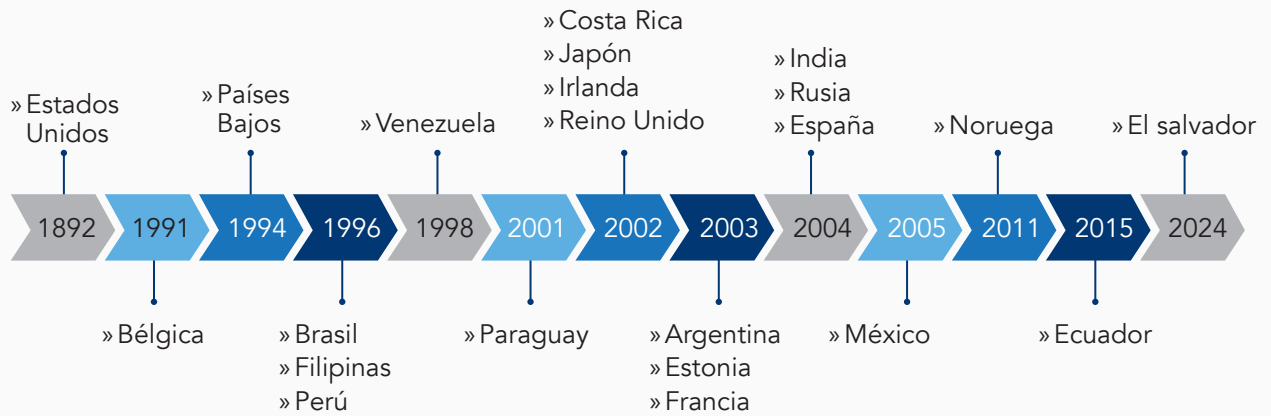 » Estados
Unidos
» Países
Bajos
» Venezuela
» Costa Rica
» Japón
» Irlanda
» Reino Unido
» India
» Rusia
» España
» Noruega
» El salvador
1892
1991
1994
1996
1998
2001
2002
2003
2004
2005
2011
2015
2024
» Bélgica
» Brasil
» Filipinas
» Perú
» Paraguay
» Argentina
» Estonia
» Francia
» México
» Ecuador